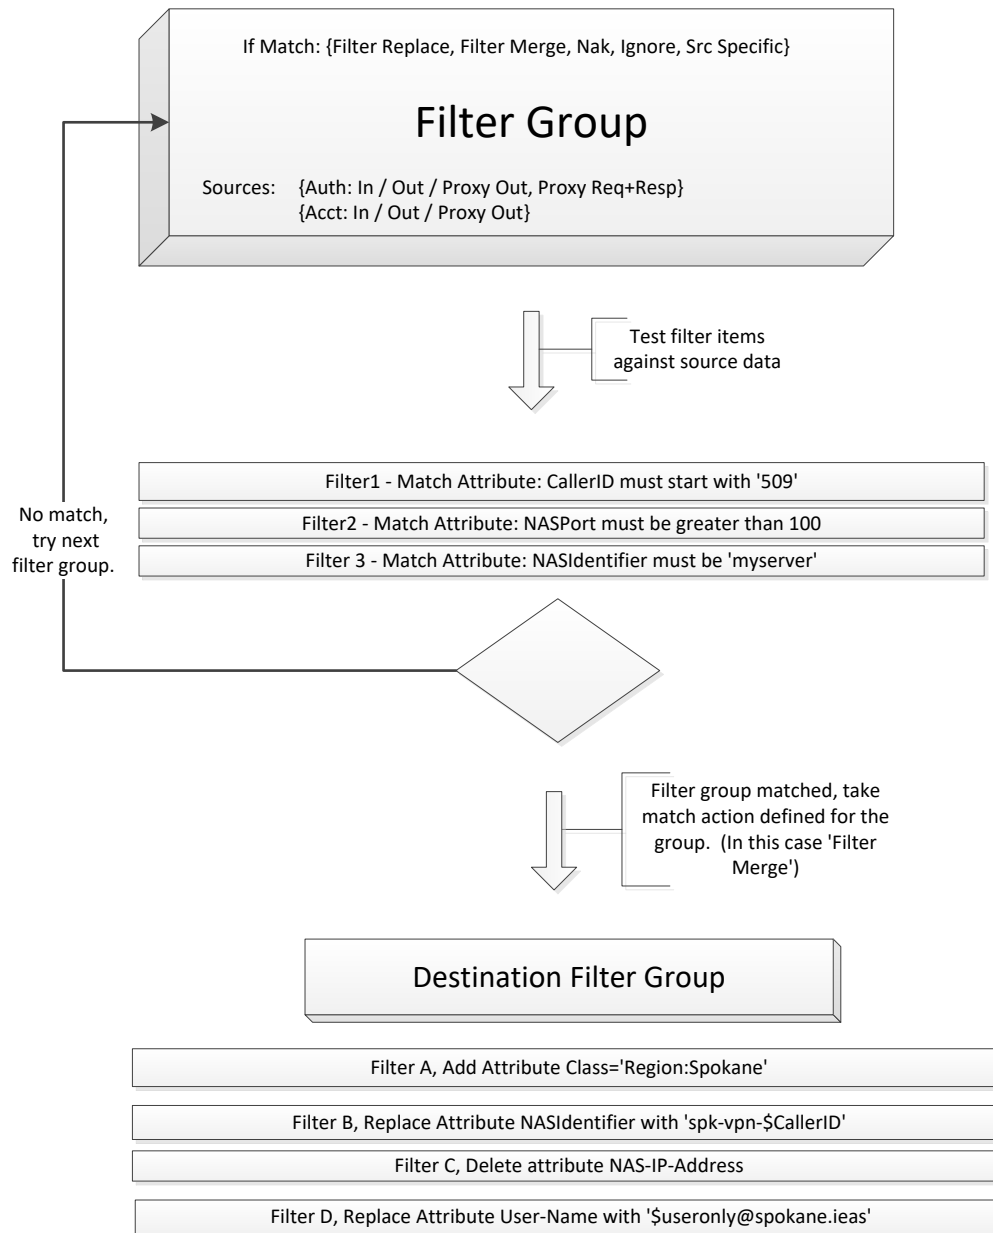 If Match: {Filter Replace, Filter Merge, Nak, Ignore, Src Specific}
Filter Group
Sources: {Auth: In / Out / Proxy Out, Proxy Req+Resp}
{Acct: In / Out / Proxy Out}
Test filter items
against source data
Filter1 - Match Attribute: CallerID must start with '509'
Filter2 - Match Attribute: NASPort must be greater than 100
Filter 3 - Match Attribute: NASIdentifier must be 'myserver'
No match,
try next
filter group.
Filter group matched, take
match action defined for the
group.  (In this case 'Filter
Merge')
Destination Filter Group
Filter A, Add Attribute Class='Region:Spokane'
Filter B, Replace Attribute NASIdentifier with 'spk-vpn-$CallerID'
Filter C, Delete attribute NAS-IP-Address
Filter D, Replace Attribute User-Name with '$useronly@spokane.ieas'